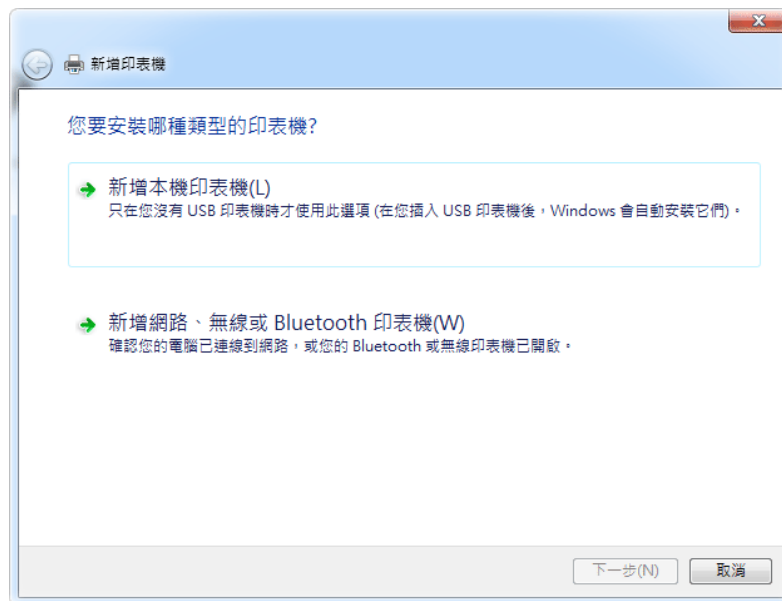 新增印表機
您要安裝哪種類型的印表機?
新增本機印表機(L)
只在您沒有 USB 印表機時才使用此選項 (在您插入 USB 印表機後，Windows 會自動安裝它們)。
新增網路、無線或 Bluetooth 印表機(W)
確認您的電腦已連線到網路，或您的 Bluetooth 或無線印表機已開啟。
下一步(N)
取消